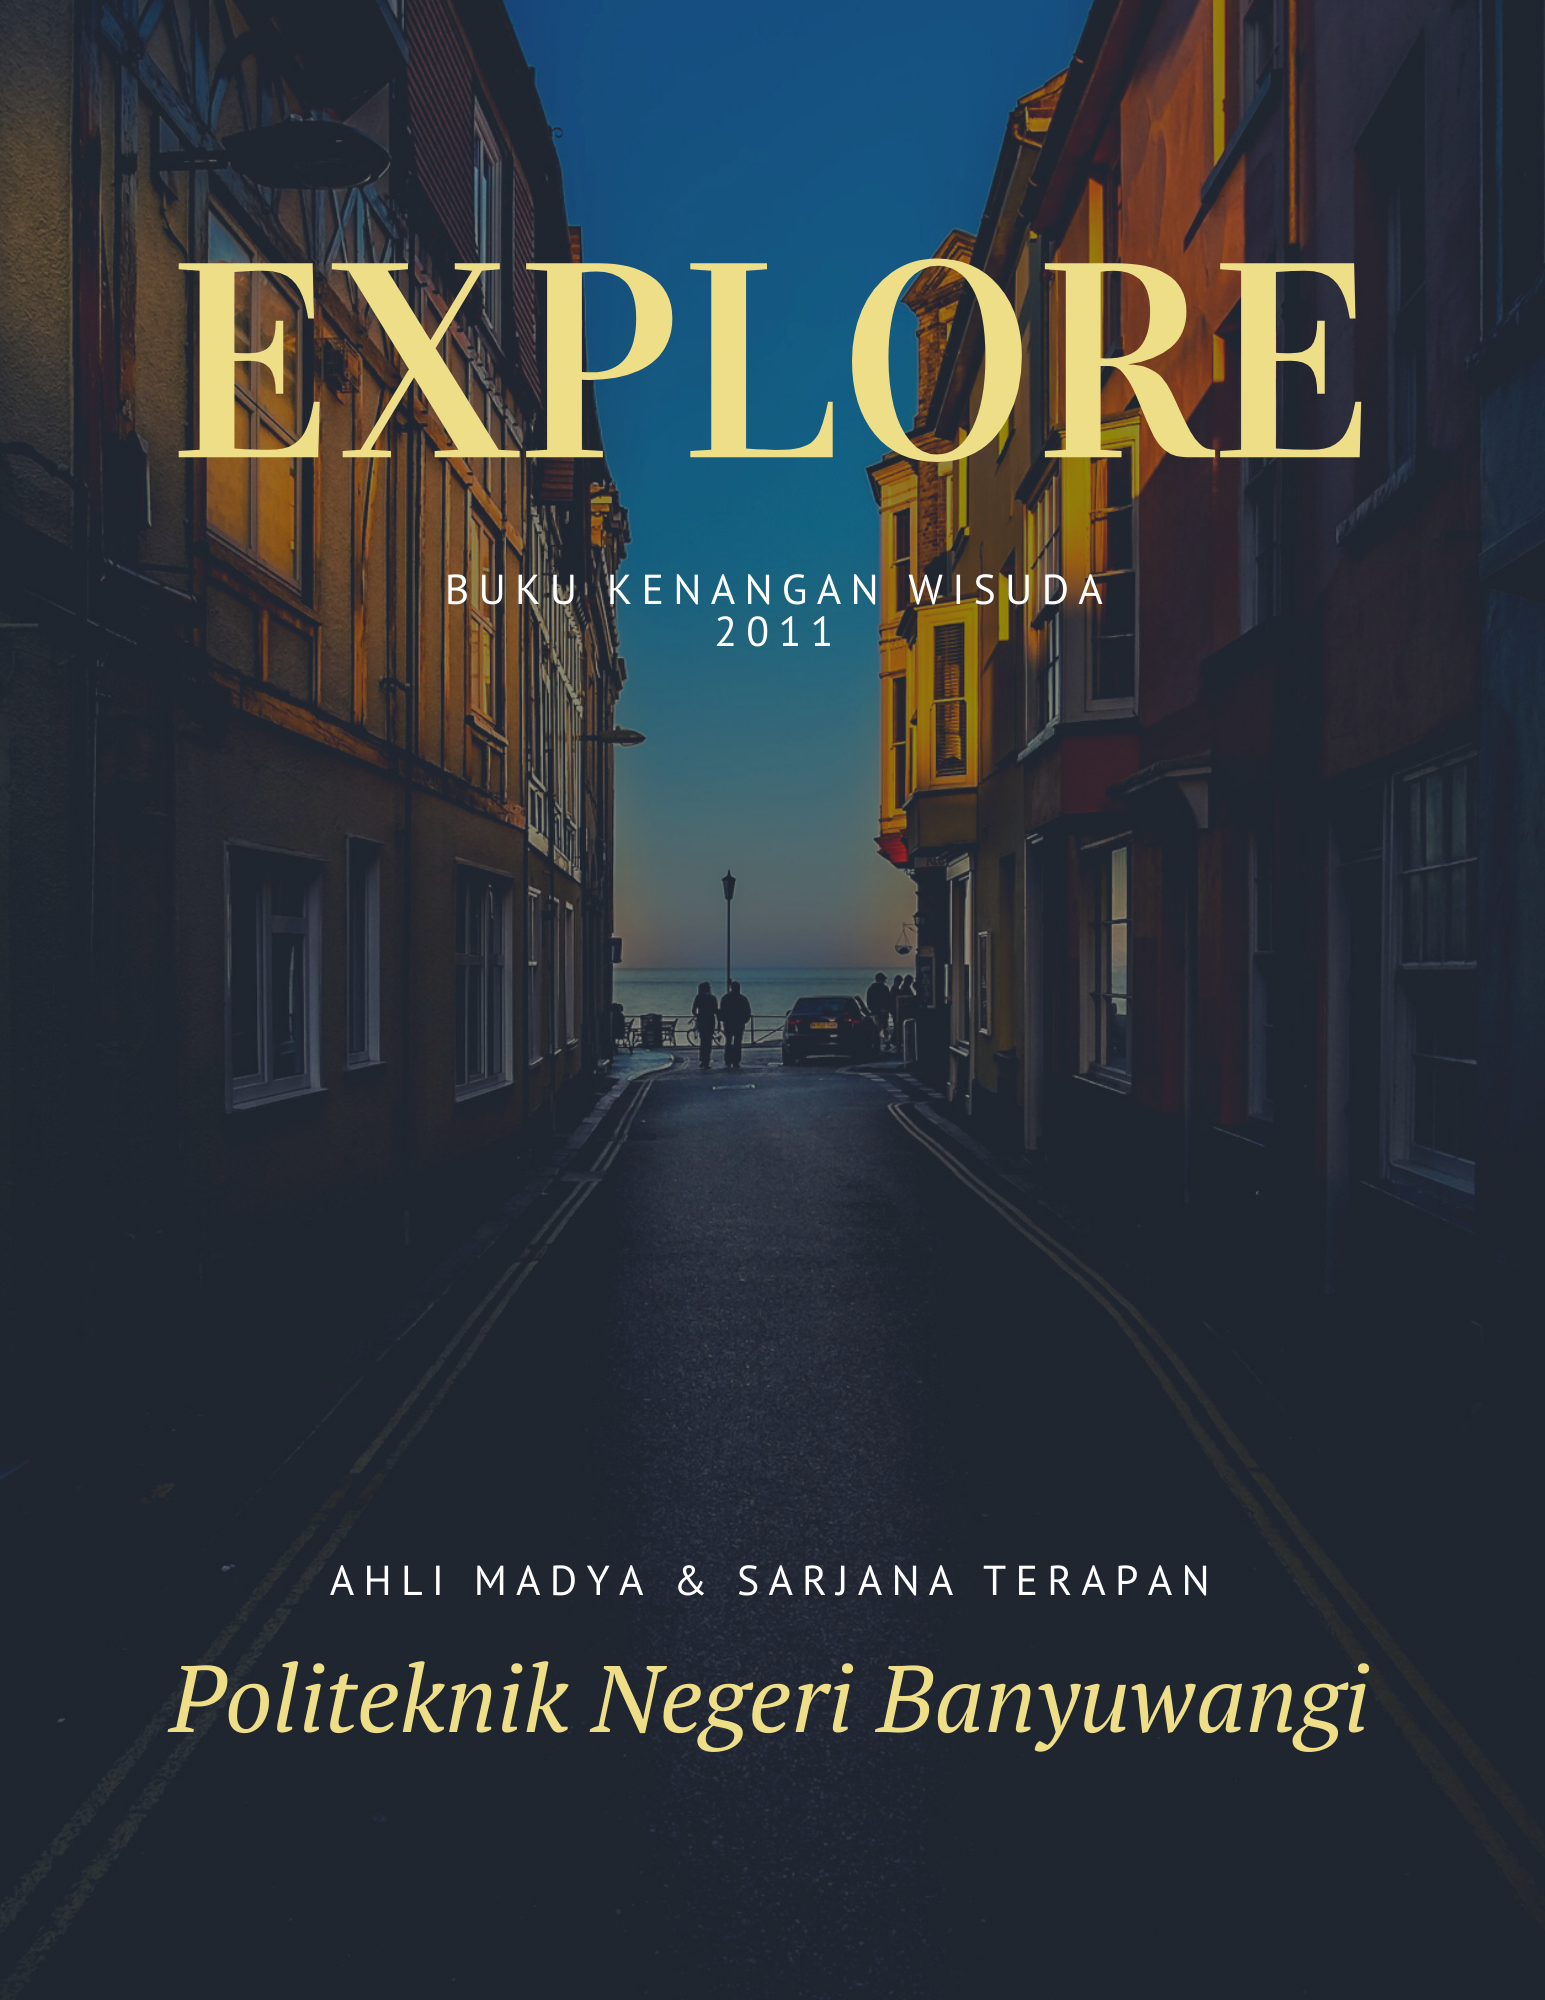 EXPLORE
BUKU KENANGAN WISUDA
2011
AHLI MADYA & SARJANA TERAPAN
Politeknik Negeri Banyuwangi